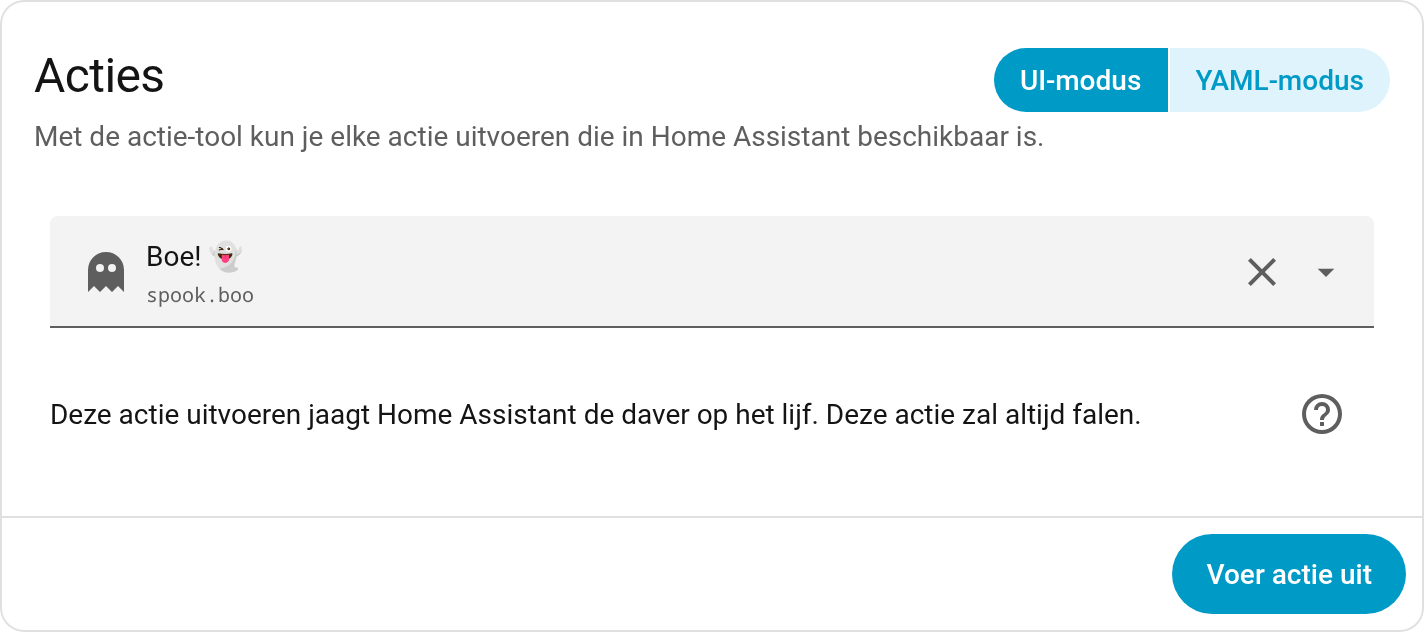 Acties
UI-modus
YAML-modus
Met de actie-tool kun je elke actie uitvoeren die in Home Assistant beschikbaar is.
Boe! 👻
spook.boo
Deze actie uitvoeren jaagt Home Assistant de daver op het lijf. Deze actie zal altijd falen.
Voer actie uit